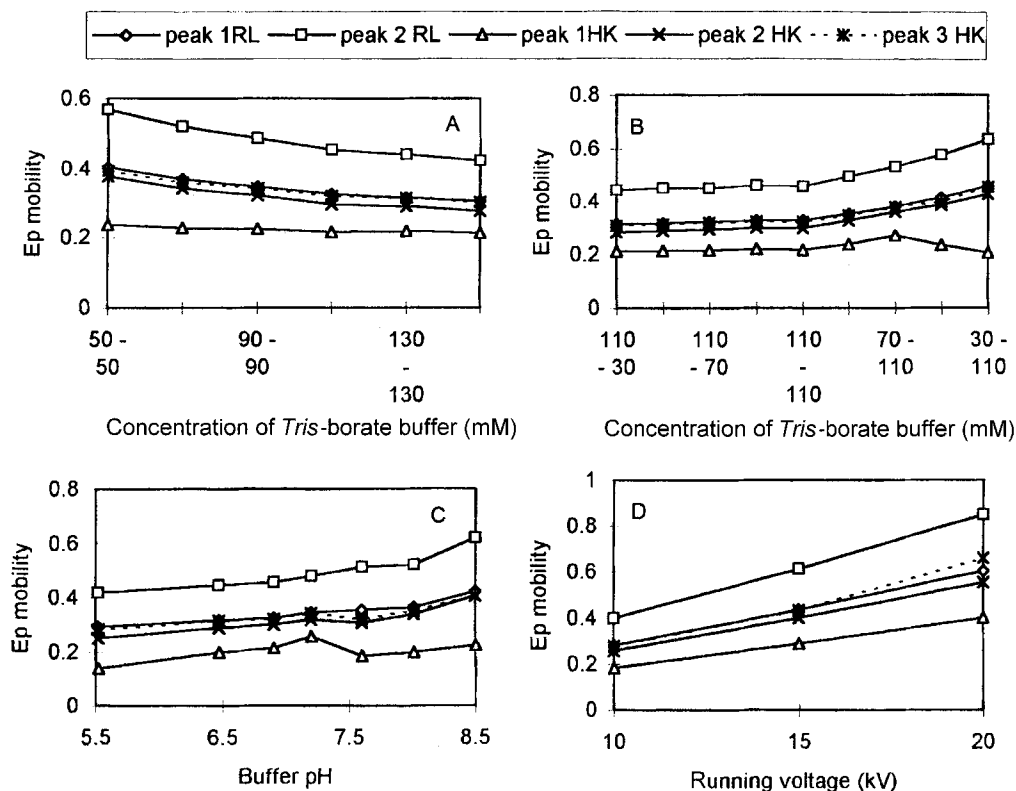 peak 1RL peak 2 RL peak 1HK peak 2 HK peak 3 HK
A
Ep mobility
0.6
0.4
0.2
0
50 - 50
90 - 90
130 - 130
Concentration of Tris-borate buffer (mM)
B
Ep mobility
0.8
0.6
0.4
0.2
0
110 - 30
110 - 70
110 - 110
70 - 110
30 - 110
Concentration of Tris-borate buffer (mM)
C
Ep mobility
0.8
0.6
0.4
0.2
0
5.5 6.5 7.5 8.5
Buffer pH
D
Ep mobility
1
0.8
0.6
0.4
0.2
0
10 15 20
Running voltage (kV)